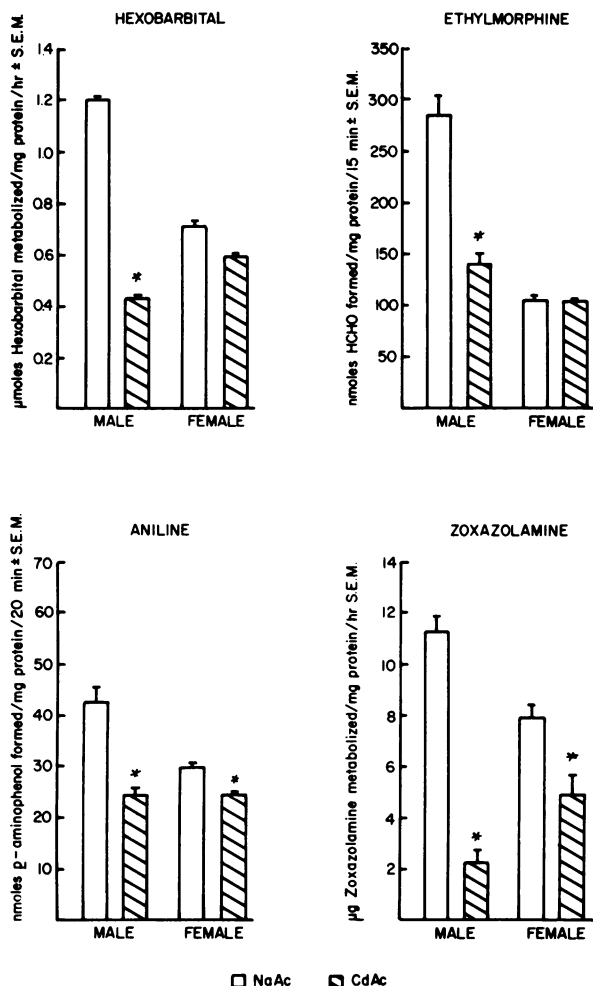 HEXOBARBITAL
µmoles Hexobarbital metabolized/mg protein/hr ± S.E.M.
1.4
1.2
1.0
0.8
0.6
0.4
0.2
*
MALE FEMALE
ETHYLMORPHINE
nmoles HCHO formed/mg protein/15 min ± S.E.M.
350
300
250
200
150
100
50
*
MALE FEMALE
ANILINE
nmoles p-aminophenol formed/mg protein/20 min ± S.E.M.
70
60
50
40
30
20
10
* *
MALE FEMALE
ZOXAZOLAMINE
µg Zoxazolamine metabolized/mg protein/hr S.E.M.
14
12
10
8
6
4
2
* *
MALE FEMALE
NaAc CdAc